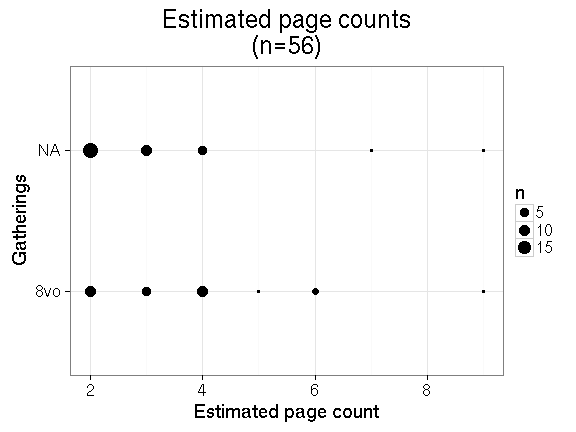 Estimated page counts
(n=56)
NA
8vo
Gatherings
2 4 6 8
Estimated page count
n
5
10
15